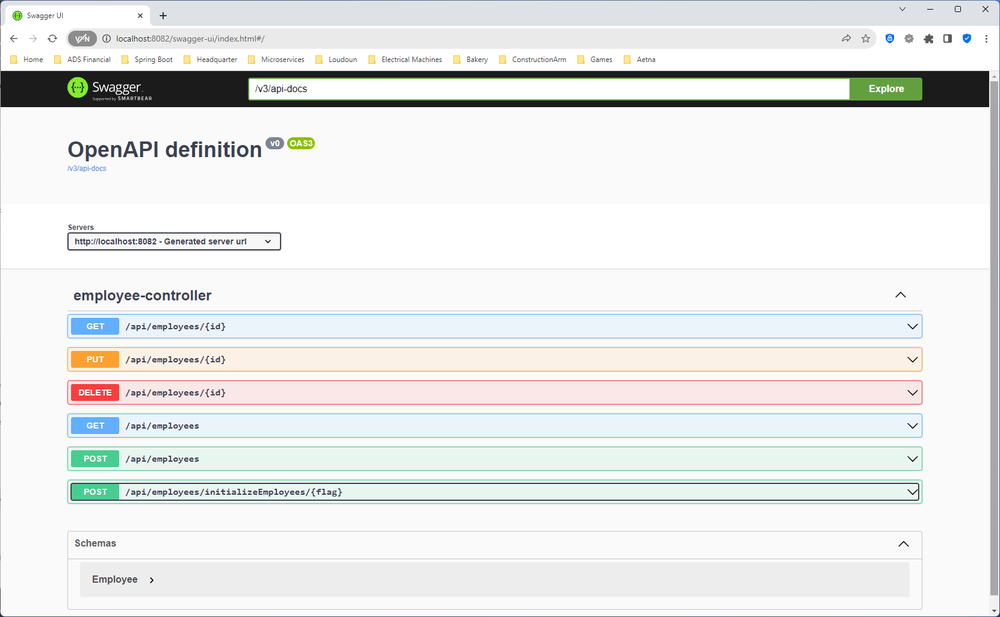 Swagger UI
VPN
localhost:8082/swagger-ui/index.html#/
Home ADS Financial Spring Boot Headquarter Microservices Loudoun Electrical Machines Bakery ConstructionArm Games Aetna
Swagger
Supported by SMARTBEAR
/v3/api-docs
Explore
OpenAPI definition v0 OAS3
/v3/api-docs
Servers
http://localhost:8082 - Generated server url
employee-controller
GET /api/employees/{id}
PUT /api/employees/{id}
DELETE /api/employees/{id}
GET /api/employees
POST /api/employees
POST /api/employees/initializeEmployees/{flag}
Schemas
Employee